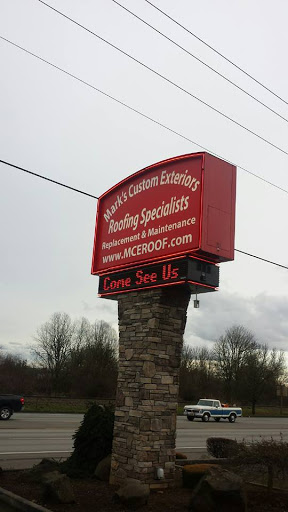 Mark's Custom Exteriors
Roofing Specialists
Replacement & Maintenance
www.MCEROOF.com
Come See Us